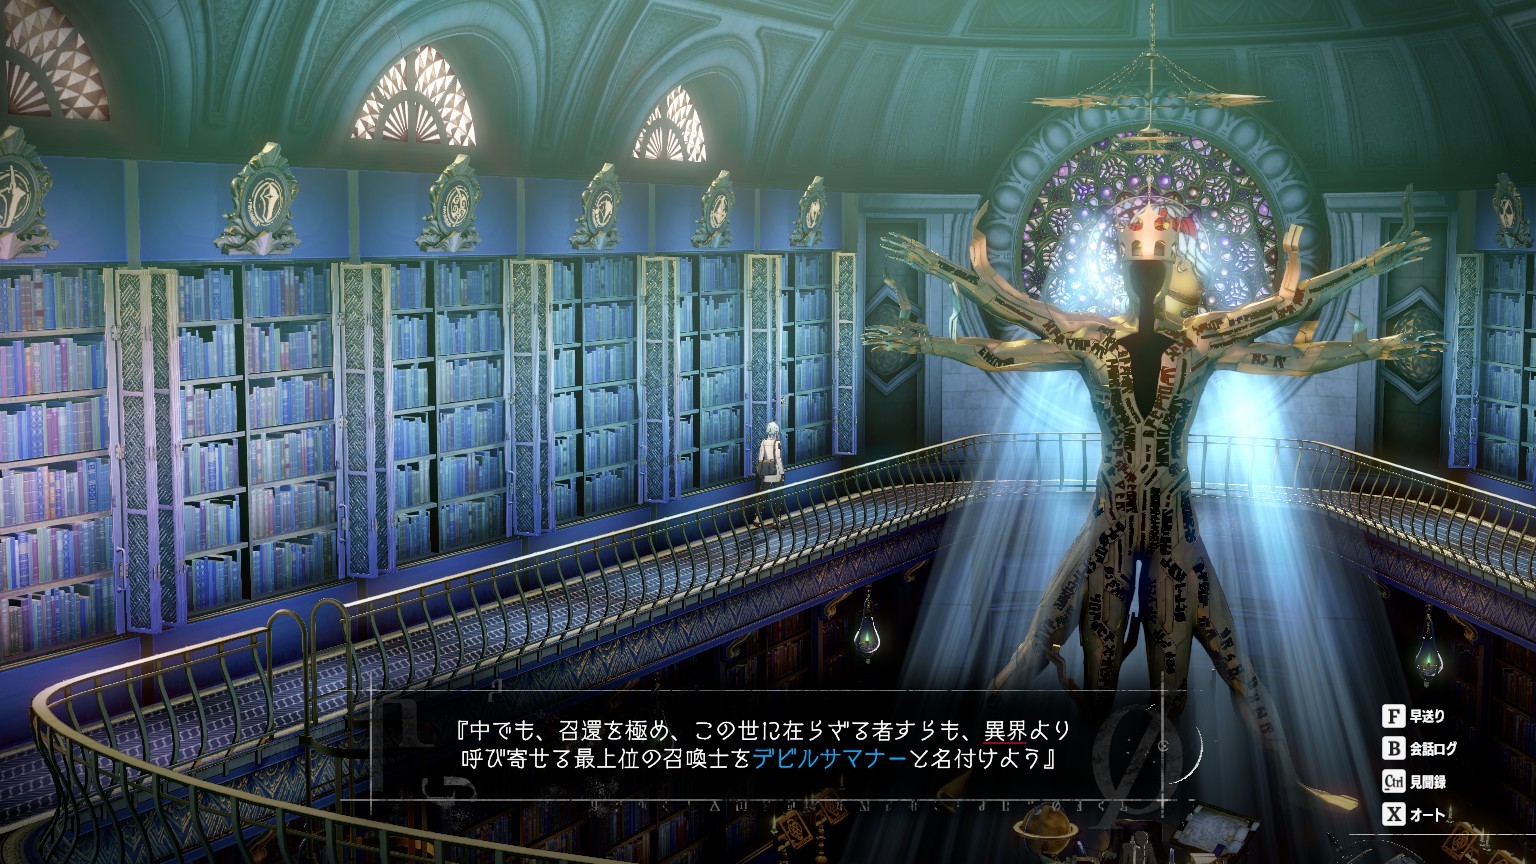 『中でも、召還を極め、この世に在らざる者すらも、異界より
呼び寄せる最上位の召喚士をデビルサマナーと名付けよう』
F 早送り
B 会話ログ
Ctrl 見聞録
X オート